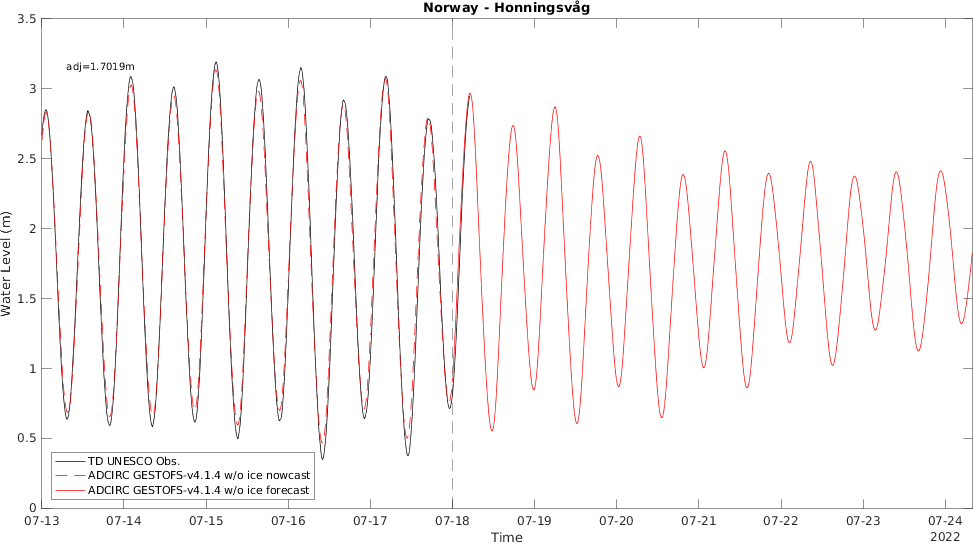 Norway - Honningsvåg
adj=1.7019m
Water Level (m)
3.5
3
2.5
2
1.5
1
0.5
0
TD UNESCO Obs.
ADCIRC GESTOFS-v4.1.4 w/o ice nowcast
ADCIRC GESTOFS-v4.1.4 w/o ice forecast
07-13 07-14 07-15 07-16 07-17 07-18 07-19 07-20 07-21 07-22 07-23 07-24
2022
Time